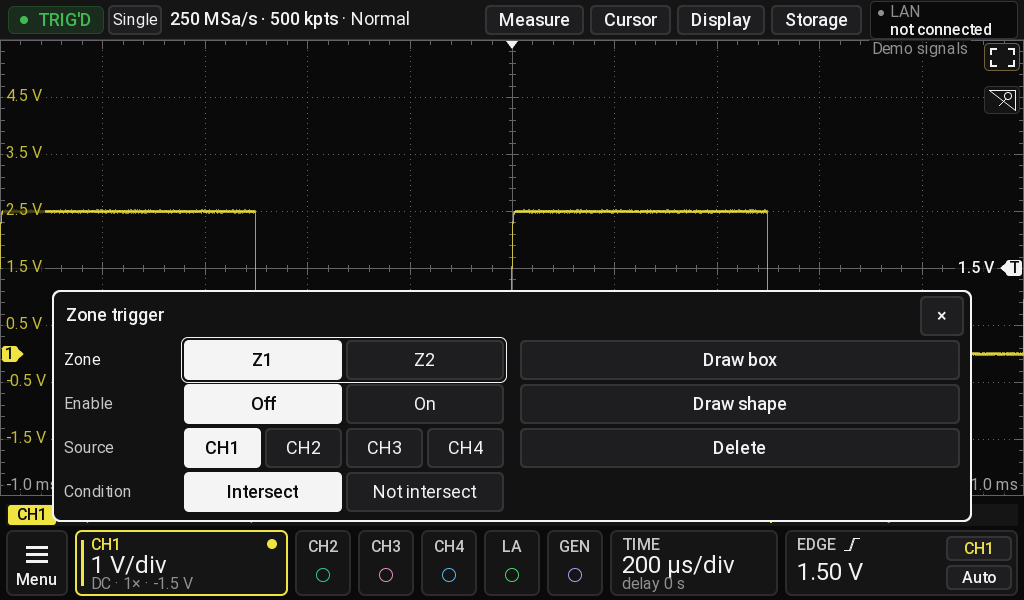 TRIG'D Single 250 MSa/s · 500 kpts · Normal Measure Cursor Display Storage LAN not connected
Demo signals
4.5 V
3.5 V
2.5 V
1.5 V 1.5 V T
0.5 V
1
-0.5 V
-1.5 V
-1.0 ms 1.0 ms
Zone trigger ×
Zone Z1 Z2 Draw box
Enable Off On Draw shape
Source CH1 CH2 CH3 CH4 Delete
Condition Intersect Not intersect
CH1
Menu
CH1
1 V/div
DC · 1× · -1.5 V
CH2 CH3 CH4 LA GEN
TIME
200 µs/div
delay 0 s
EDGE CH1
1.50 V Auto